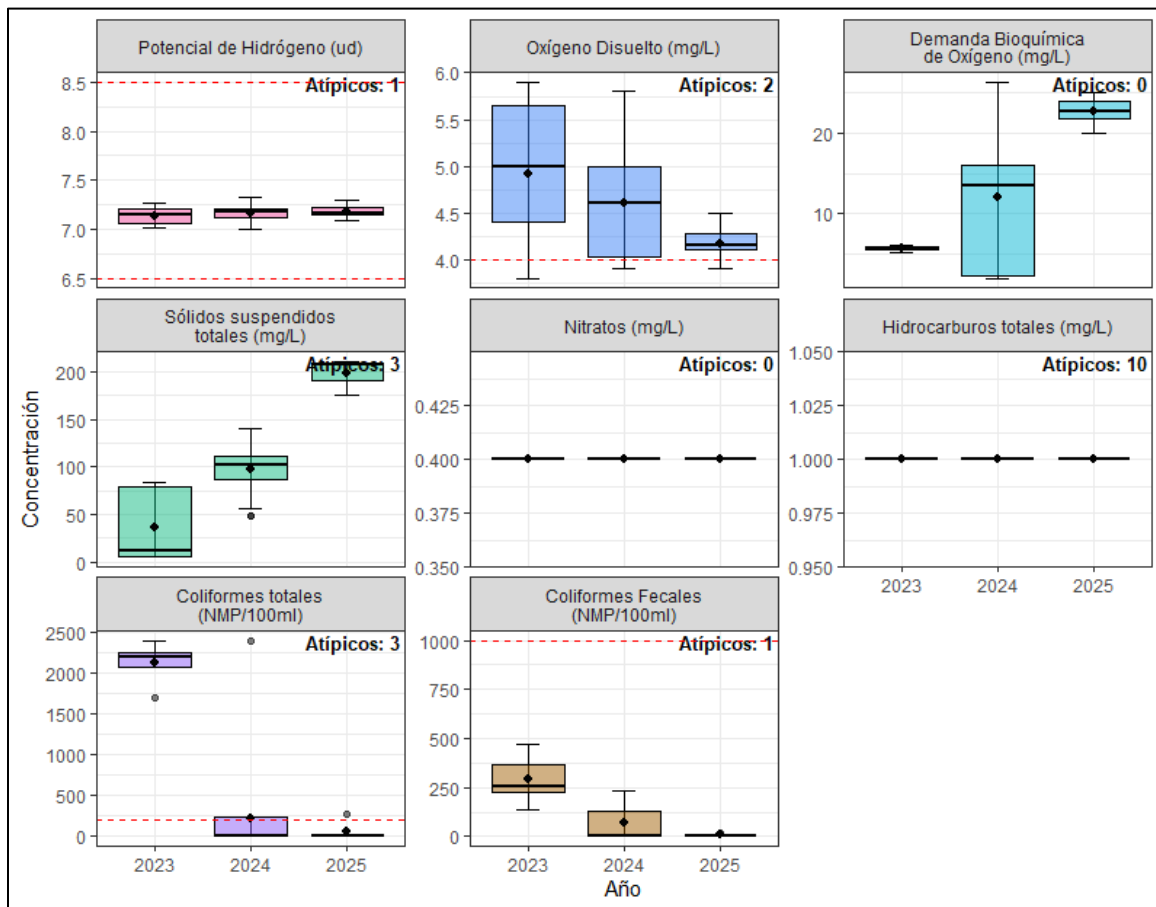 Potencial de Hidrógeno (ud)
Oxígeno Disuelto (mg/L)
Demanda Bioquímica
de Oxígeno (mg/L)
Atípicos: 1
8.5
8.0
7.5
7.0
6.5
Atípicos: 2
6.0
5.5
5.0
4.5
4.0
Atípicos: 0
20
10
Sólidos suspendidos
totales (mg/L)
Nitratos (mg/L)
Hidrocarburos totales (mg/L)
Atípicos: 3
200
150
100
50
0
Atípicos: 0
0.425
0.400
0.375
0.350
Atípicos: 10
1.050
1.025
1.000
0.975
0.950
2023
2024
2025
Coliformes totales
(NMP/100ml)
Coliformes Fecales
(NMP/100ml)
Atípicos: 3
2500
2000
1500
1000
500
0
Atípicos: 1
1000
750
500
250
0
2023
2024
2025
2023
2024
2025
Concentración
Año